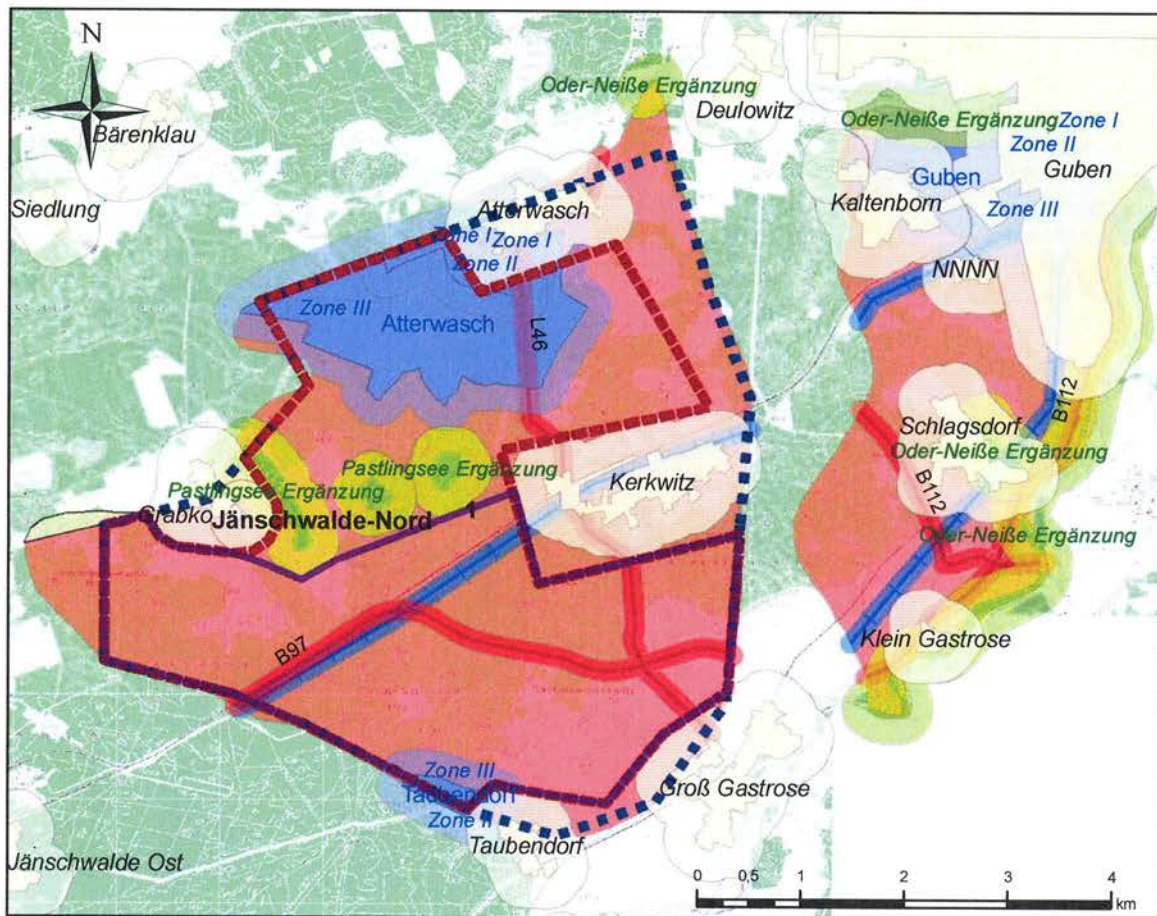 N
Oder-Neiße Ergänzung
Deulowitz
Bärenklau
Oder-Neiße Ergänzung
Zone I
Zone II
Guben
Guben
Siedlung
Atterwasch
Kaltenborn
Zone III
Zone I
Zone I
Zone II
NNNN
Zone III
Atterwasch
L46
B112
Schlagsdorf
Oder-Neiße Ergänzung
Pastlingsee Ergänzung
Kerkwitz
Pastlingsee Ergänzung
B112
Grabko
Jänschwalde-Nord
1
Oder-Neiße Ergänzung
Klein Gastrose
B97
Zone III
Taubendorf
Groß Gastrose
Zone II
Taubendorf
Jänschwalde Ost
0 0,5 1 2 3 4
km